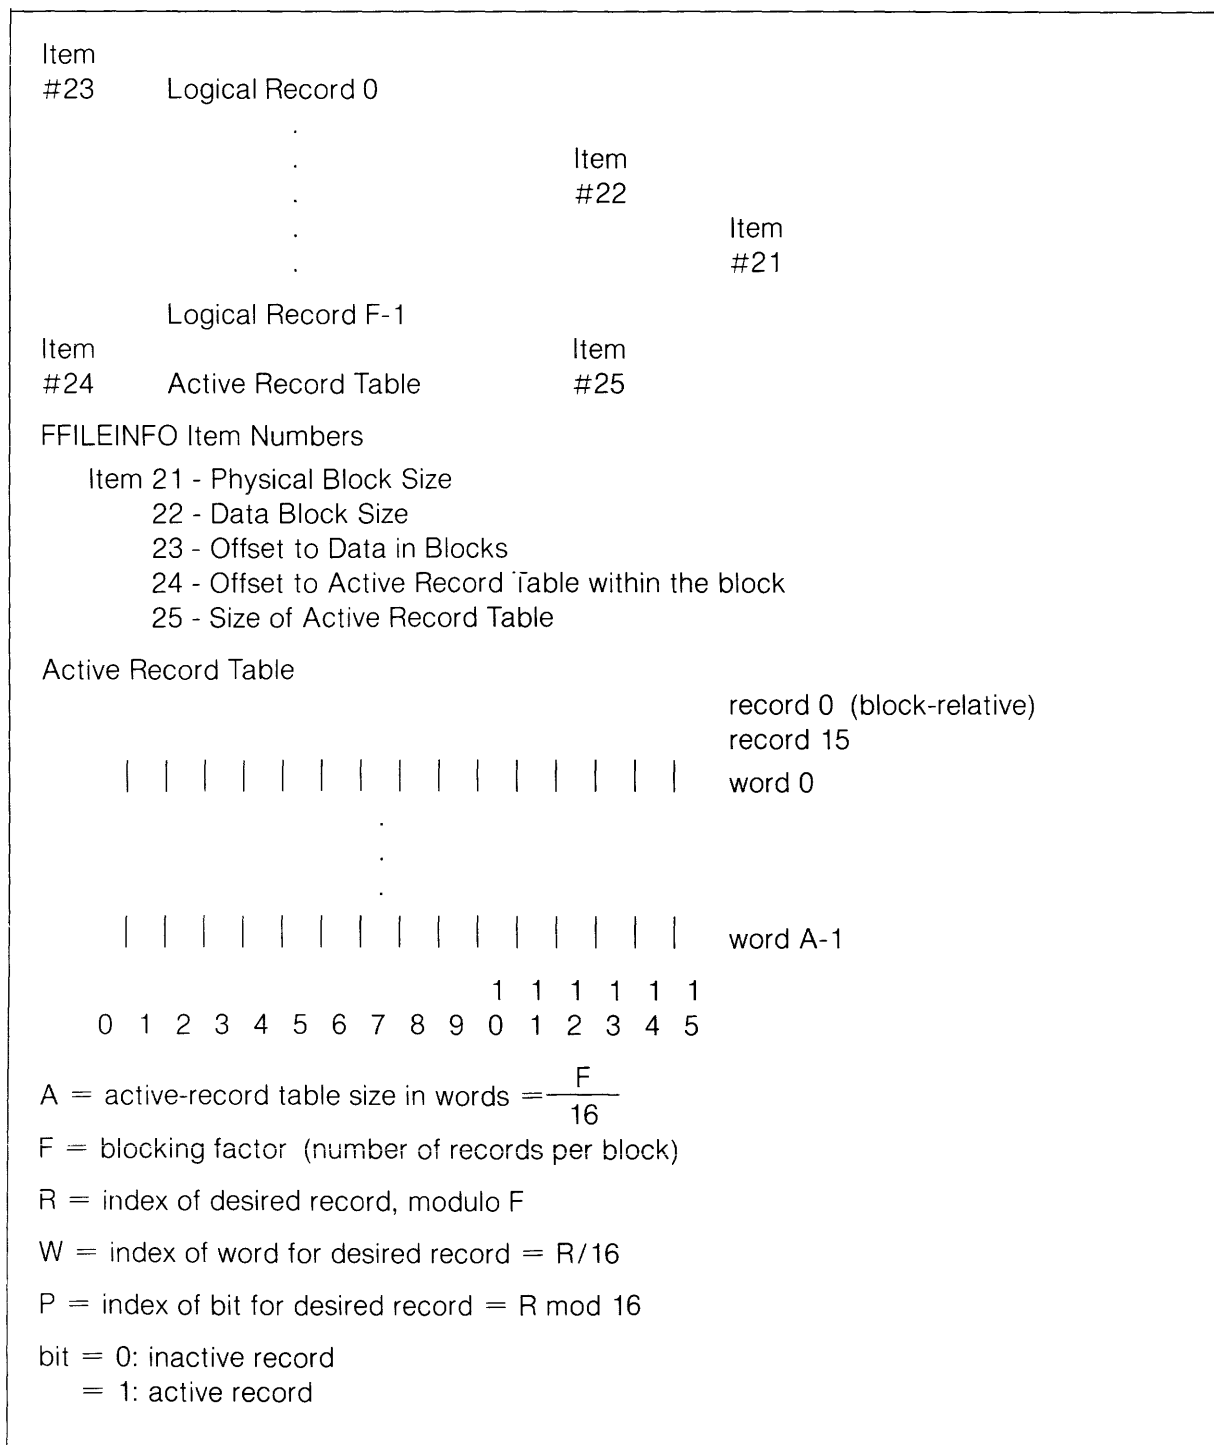 Item
#23 Logical Record 0
.
. Item
. #22
. Item
. #21
Logical Record F-1
Item Item
#24 Active Record Table #25
FFILEINFO Item Numbers
Item 21 - Physical Block Size
22 - Data Block Size
23 - Offset to Data in Blocks
24 - Offset to Active Record Table within the block
25 - Size of Active Record Table
Active Record Table
record 0 (block-relative)
record 15
| | | | | | | | | | | | | | | word 0
.
.
.
| | | | | | | | | | | | | | | word A-1
1 1 1 1 1 1
0 1 2 3 4 5 6 7 8 9 0 1 2 3 4 5
A = active-record table size in words = F
16
F = blocking factor (number of records per block)
R = index of desired record, modulo F
W = index of word for desired record = R/16
P = index of bit for desired record = R mod 16
bit = 0: inactive record
= 1: active record